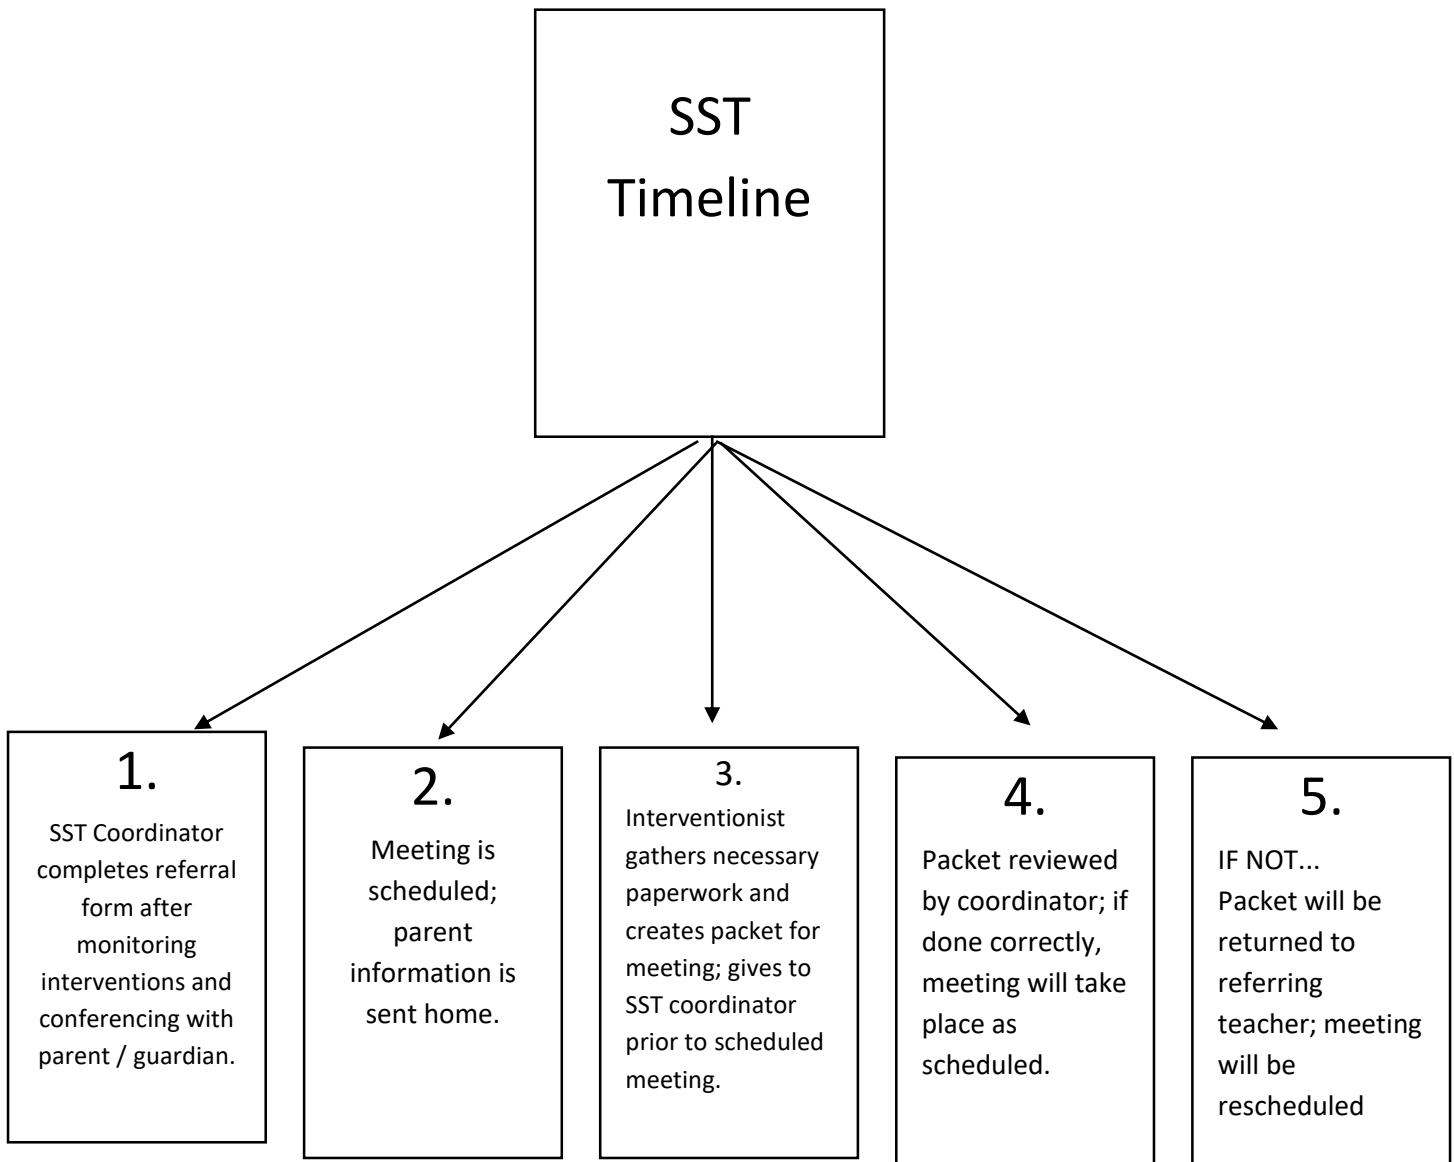 SST
Timeline
1.
SST Coordinator
completes referral
form after
monitoring
interventions and
conferencing with
parent / guardian.
2.
Meeting is
scheduled;
parent
information is
sent home.
3.
Interventionist
gathers necessary
paperwork and
creates packet for
meeting; gives to
SST coordinator
prior to scheduled
meeting.
4.
Packet reviewed
by coordinator; if
done correctly,
meeting will take
place as
scheduled.
5.
IF NOT...
Packet will be
returned to
referring
teacher; meeting
will be
rescheduled